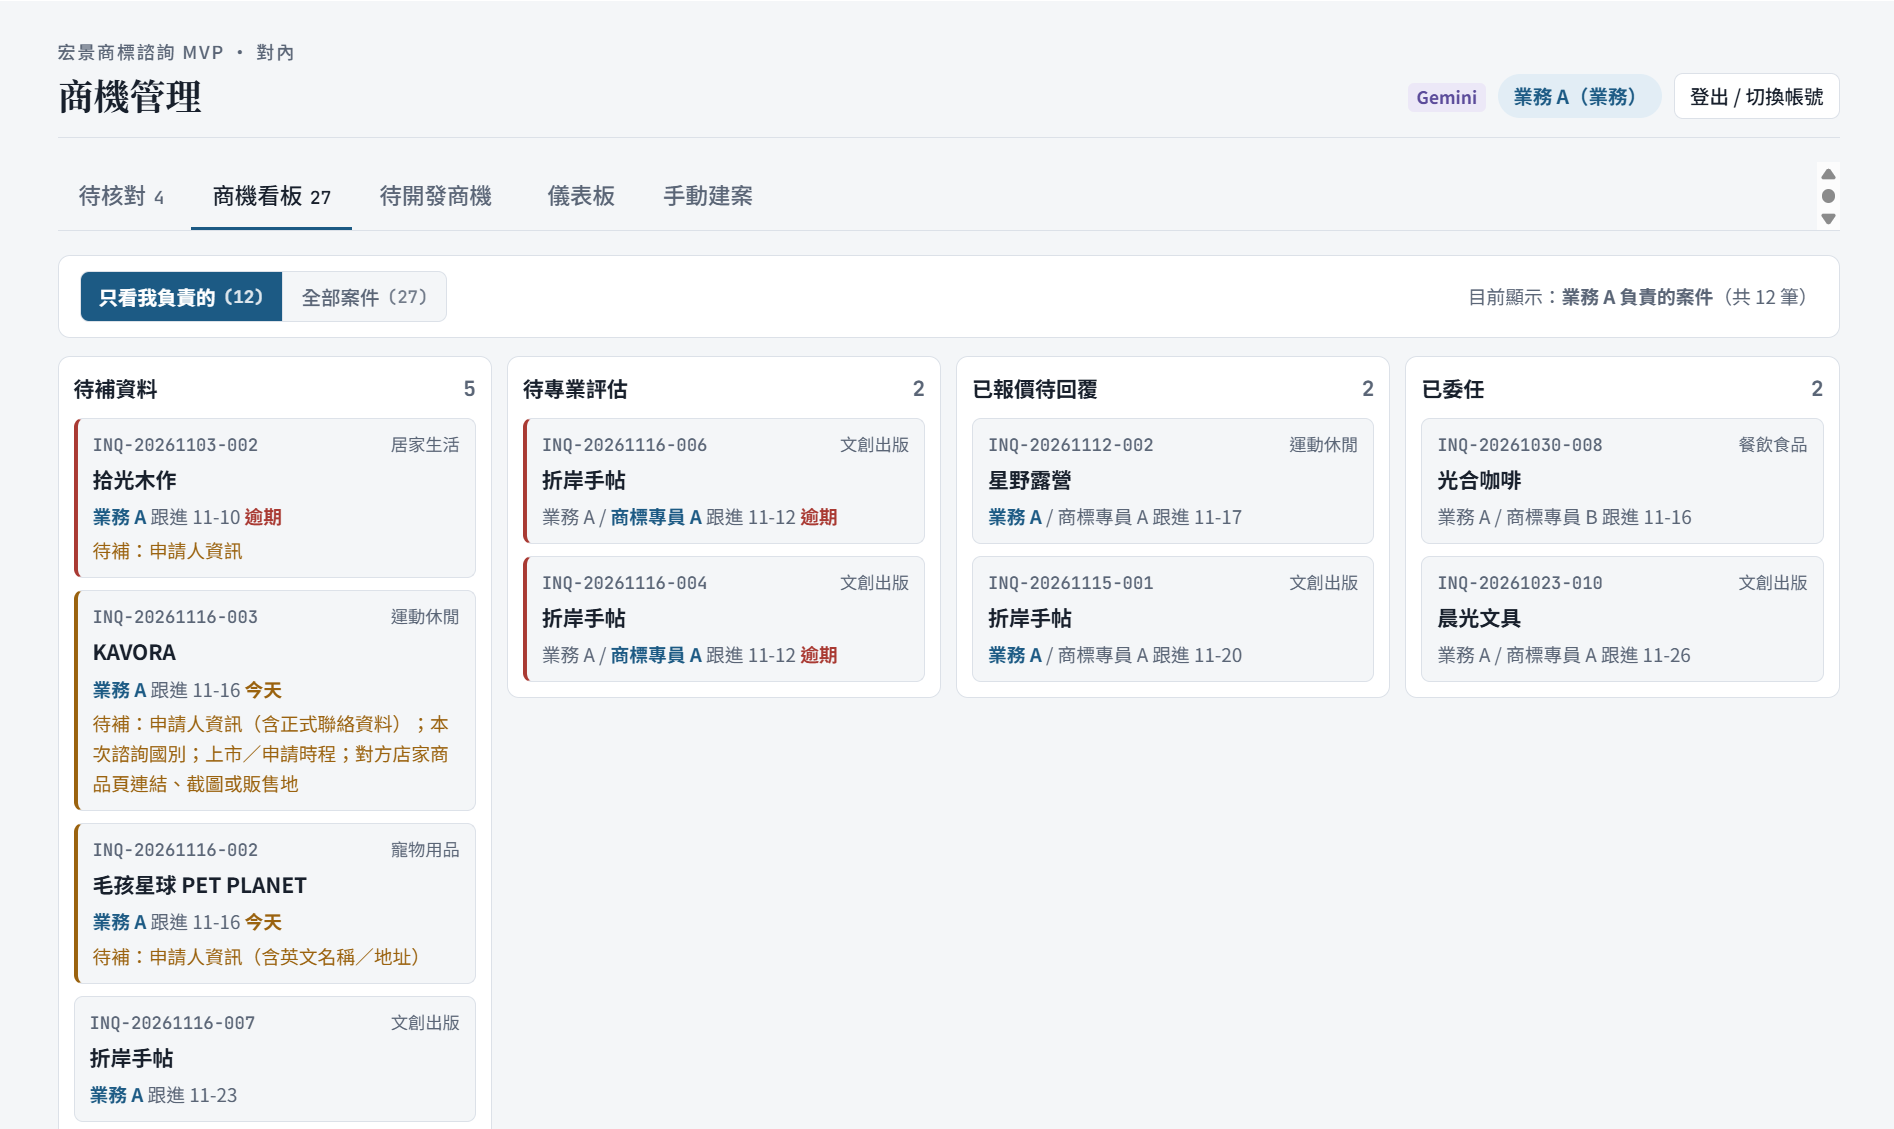 宏景商標諮詢 MVP • 對內
商機管理
Gemini
業務 A（業務）
登出 / 切換帳號
待核對 4
商機看板 27
待開發商機
儀表板
手動建案
只看我負責的（12）
全部案件（27）
目前顯示：業務 A 負責的案件（共 12 筆）
待補資料 5
INQ-20261103-002 居家生活
拾光木作
業務 A 跟進 11-10 逾期
待補：申請人資訊
INQ-20261116-003 運動休閒
KAVORA
業務 A 跟進 11-16 今天
待補：申請人資訊（含正式聯絡資料）；本
次諮詢國別；上市／申請時程；對方店家商
品頁連結、截圖或販售地
INQ-20261116-002 寵物用品
毛孩星球 PET PLANET
業務 A 跟進 11-16 今天
待補：申請人資訊（含英文名稱／地址）
INQ-20261116-007 文創出版
折岸手帖
業務 A 跟進 11-23
待專業評估 2
INQ-20261116-006 文創出版
折岸手帖
業務 A / 商標專員 A 跟進 11-12 逾期
INQ-20261116-004 文創出版
折岸手帖
業務 A / 商標專員 A 跟進 11-12 逾期
已報價待回覆 2
INQ-20261112-002 運動休閒
星野露營
業務 A / 商標專員 A 跟進 11-17
INQ-20261115-001 文創出版
折岸手帖
業務 A / 商標專員 A 跟進 11-20
已委任 2
INQ-20261030-008 餐飲食品
光合咖啡
業務 A / 商標專員 B 跟進 11-16
INQ-20261023-010 文創出版
晨光文具
業務 A / 商標專員 A 跟進 11-26